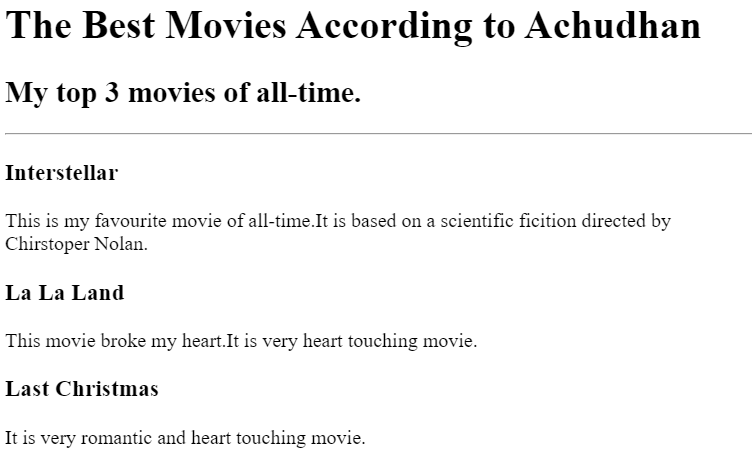 The Best Movies According to Achudhan
My top 3 movies of all-time.
Interstellar
This is my favourite movie of all-time.It is based on a scientific ficition directed by
Chirstoper Nolan.
La La Land
This movie broke my heart.It is very heart touching movie.
Last Christmas
It is very romantic and heart touching movie.